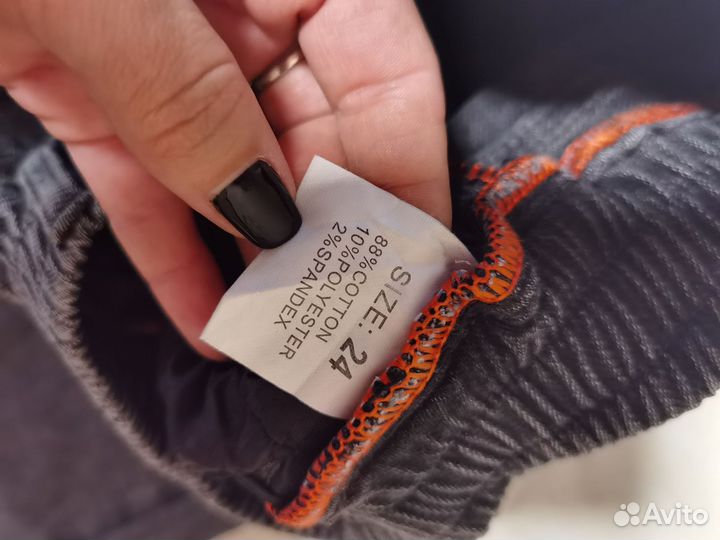 SIZE: 24
88%COTTON
10%POLYESTER
2%SPANDEX
Avito